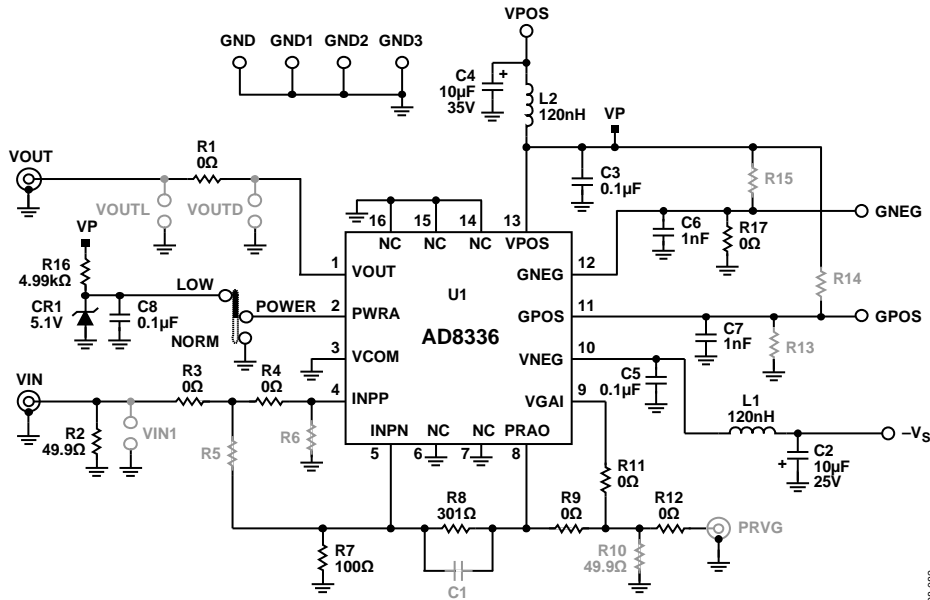 VPOS
GND GND1 GND2 GND3
C4
10µF
35V
+
L2
120nH
VP
VOUT
R1
0Ω
C3
0.1µF
R15
VOUTL VOUTD
16 15 14 13
NC NC NC VPOS
C6
1nF
R17
0Ω
GNEG
VP
R16
4.99kΩ
1 VOUT
GNEG 12
U1
R14
LOW
CR1
5.1V
C8
0.1µF
POWER
2 PWRA
GPOS 11
GPOS
AD8336
NORM
C7
1nF
R13
3 VCOM
VNEG 10
VIN
R3
0Ω
R4
0Ω
4 INPP
VGAI 9
C5
0.1µF
L1
120nH
R2
49.9Ω
VIN1
R5
R6
INPN NC NC PRAO
5 6 7 8
–VS
+
C2
10µF
25V
R11
0Ω
R8
301Ω
R9
0Ω
R12
0Ω
PRVG
R7
100Ω
R10
49.9Ω
C1